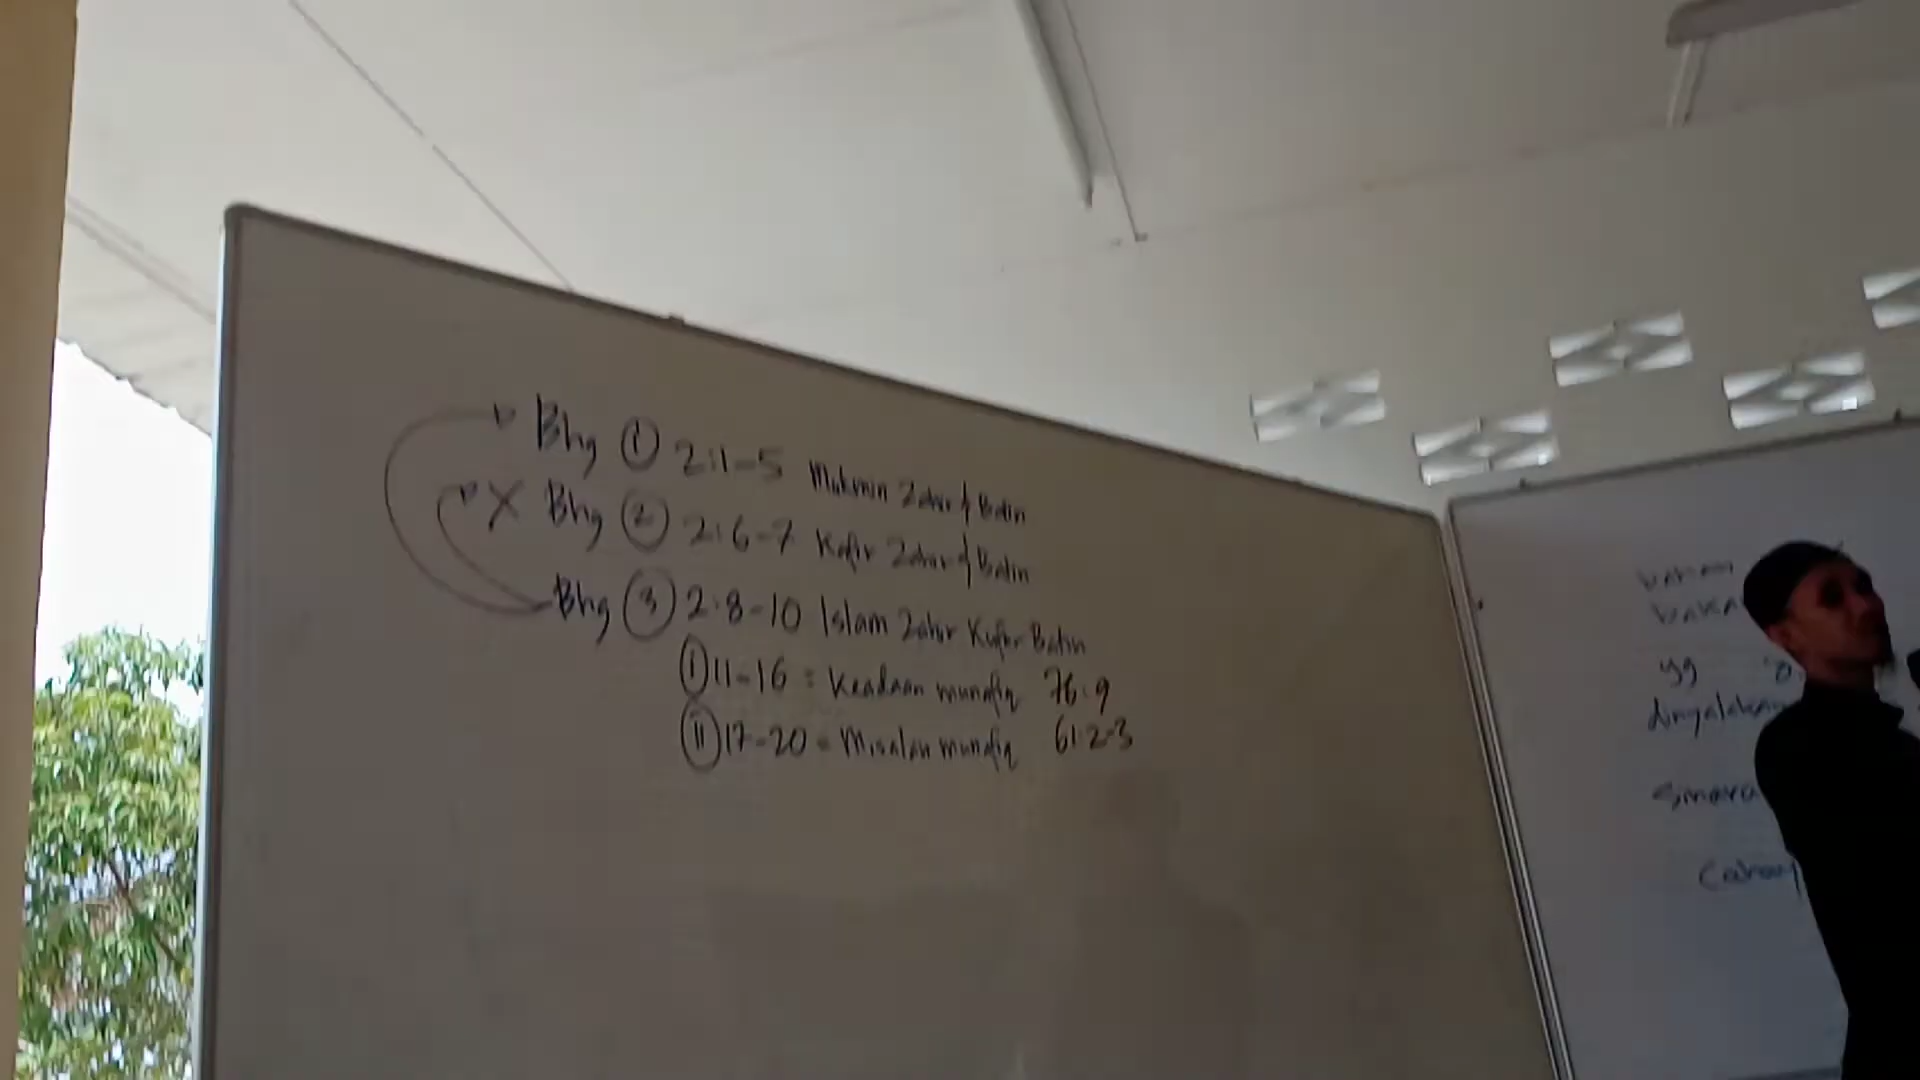 Bhg ① 2:1-5 Mukmin Zahir & Batin
X Bhg ② 2:6-7 Kafir Zahir & Batin
Bhg ③ 2:8-10 Islam Zahir Kufur Batin
① 11-16 = Keadaan munafiq 76:9
⑪ 17-20 = Misalan munafiq 61:2-3
yg